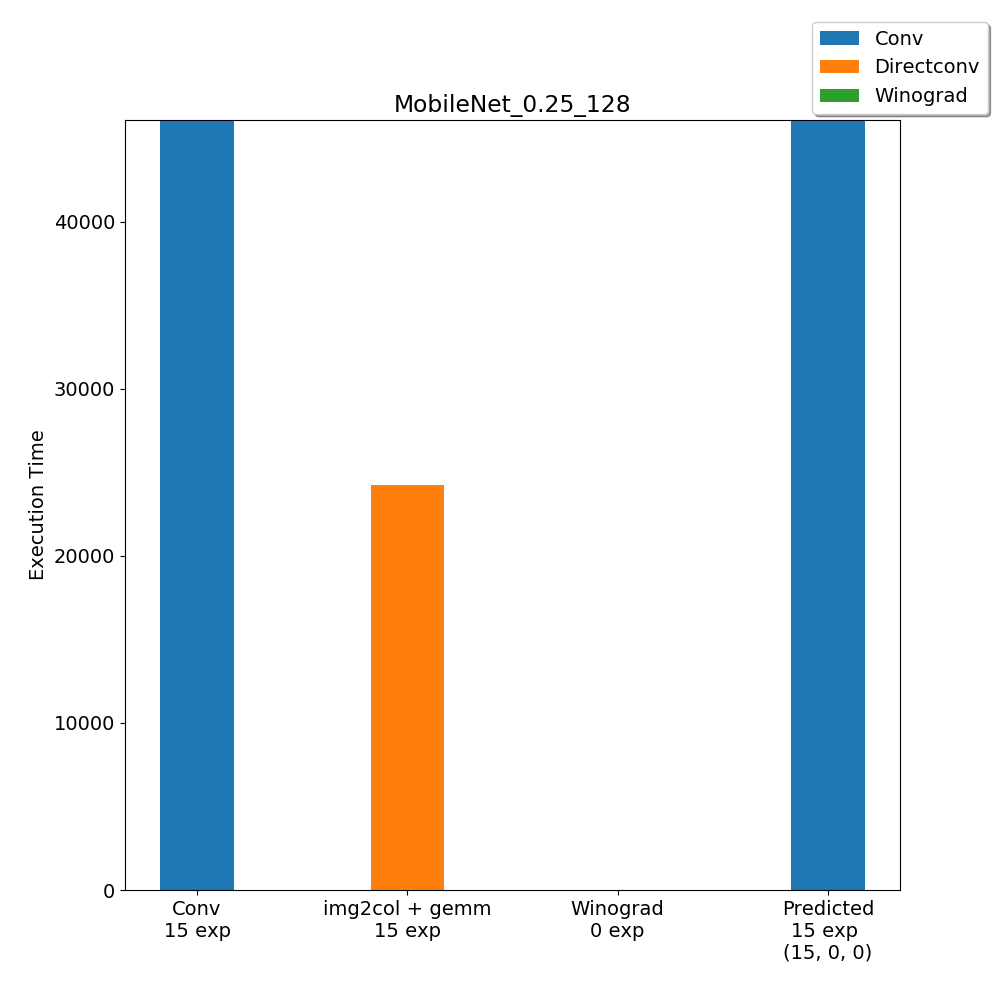 Conv
Directconv
Winograd
MobileNet_0.25_128
Execution Time
40000
30000
20000
10000
0
Conv
15 exp
img2col + gemm
15 exp
Winograd
0 exp
Predicted
15 exp
(15, 0, 0)